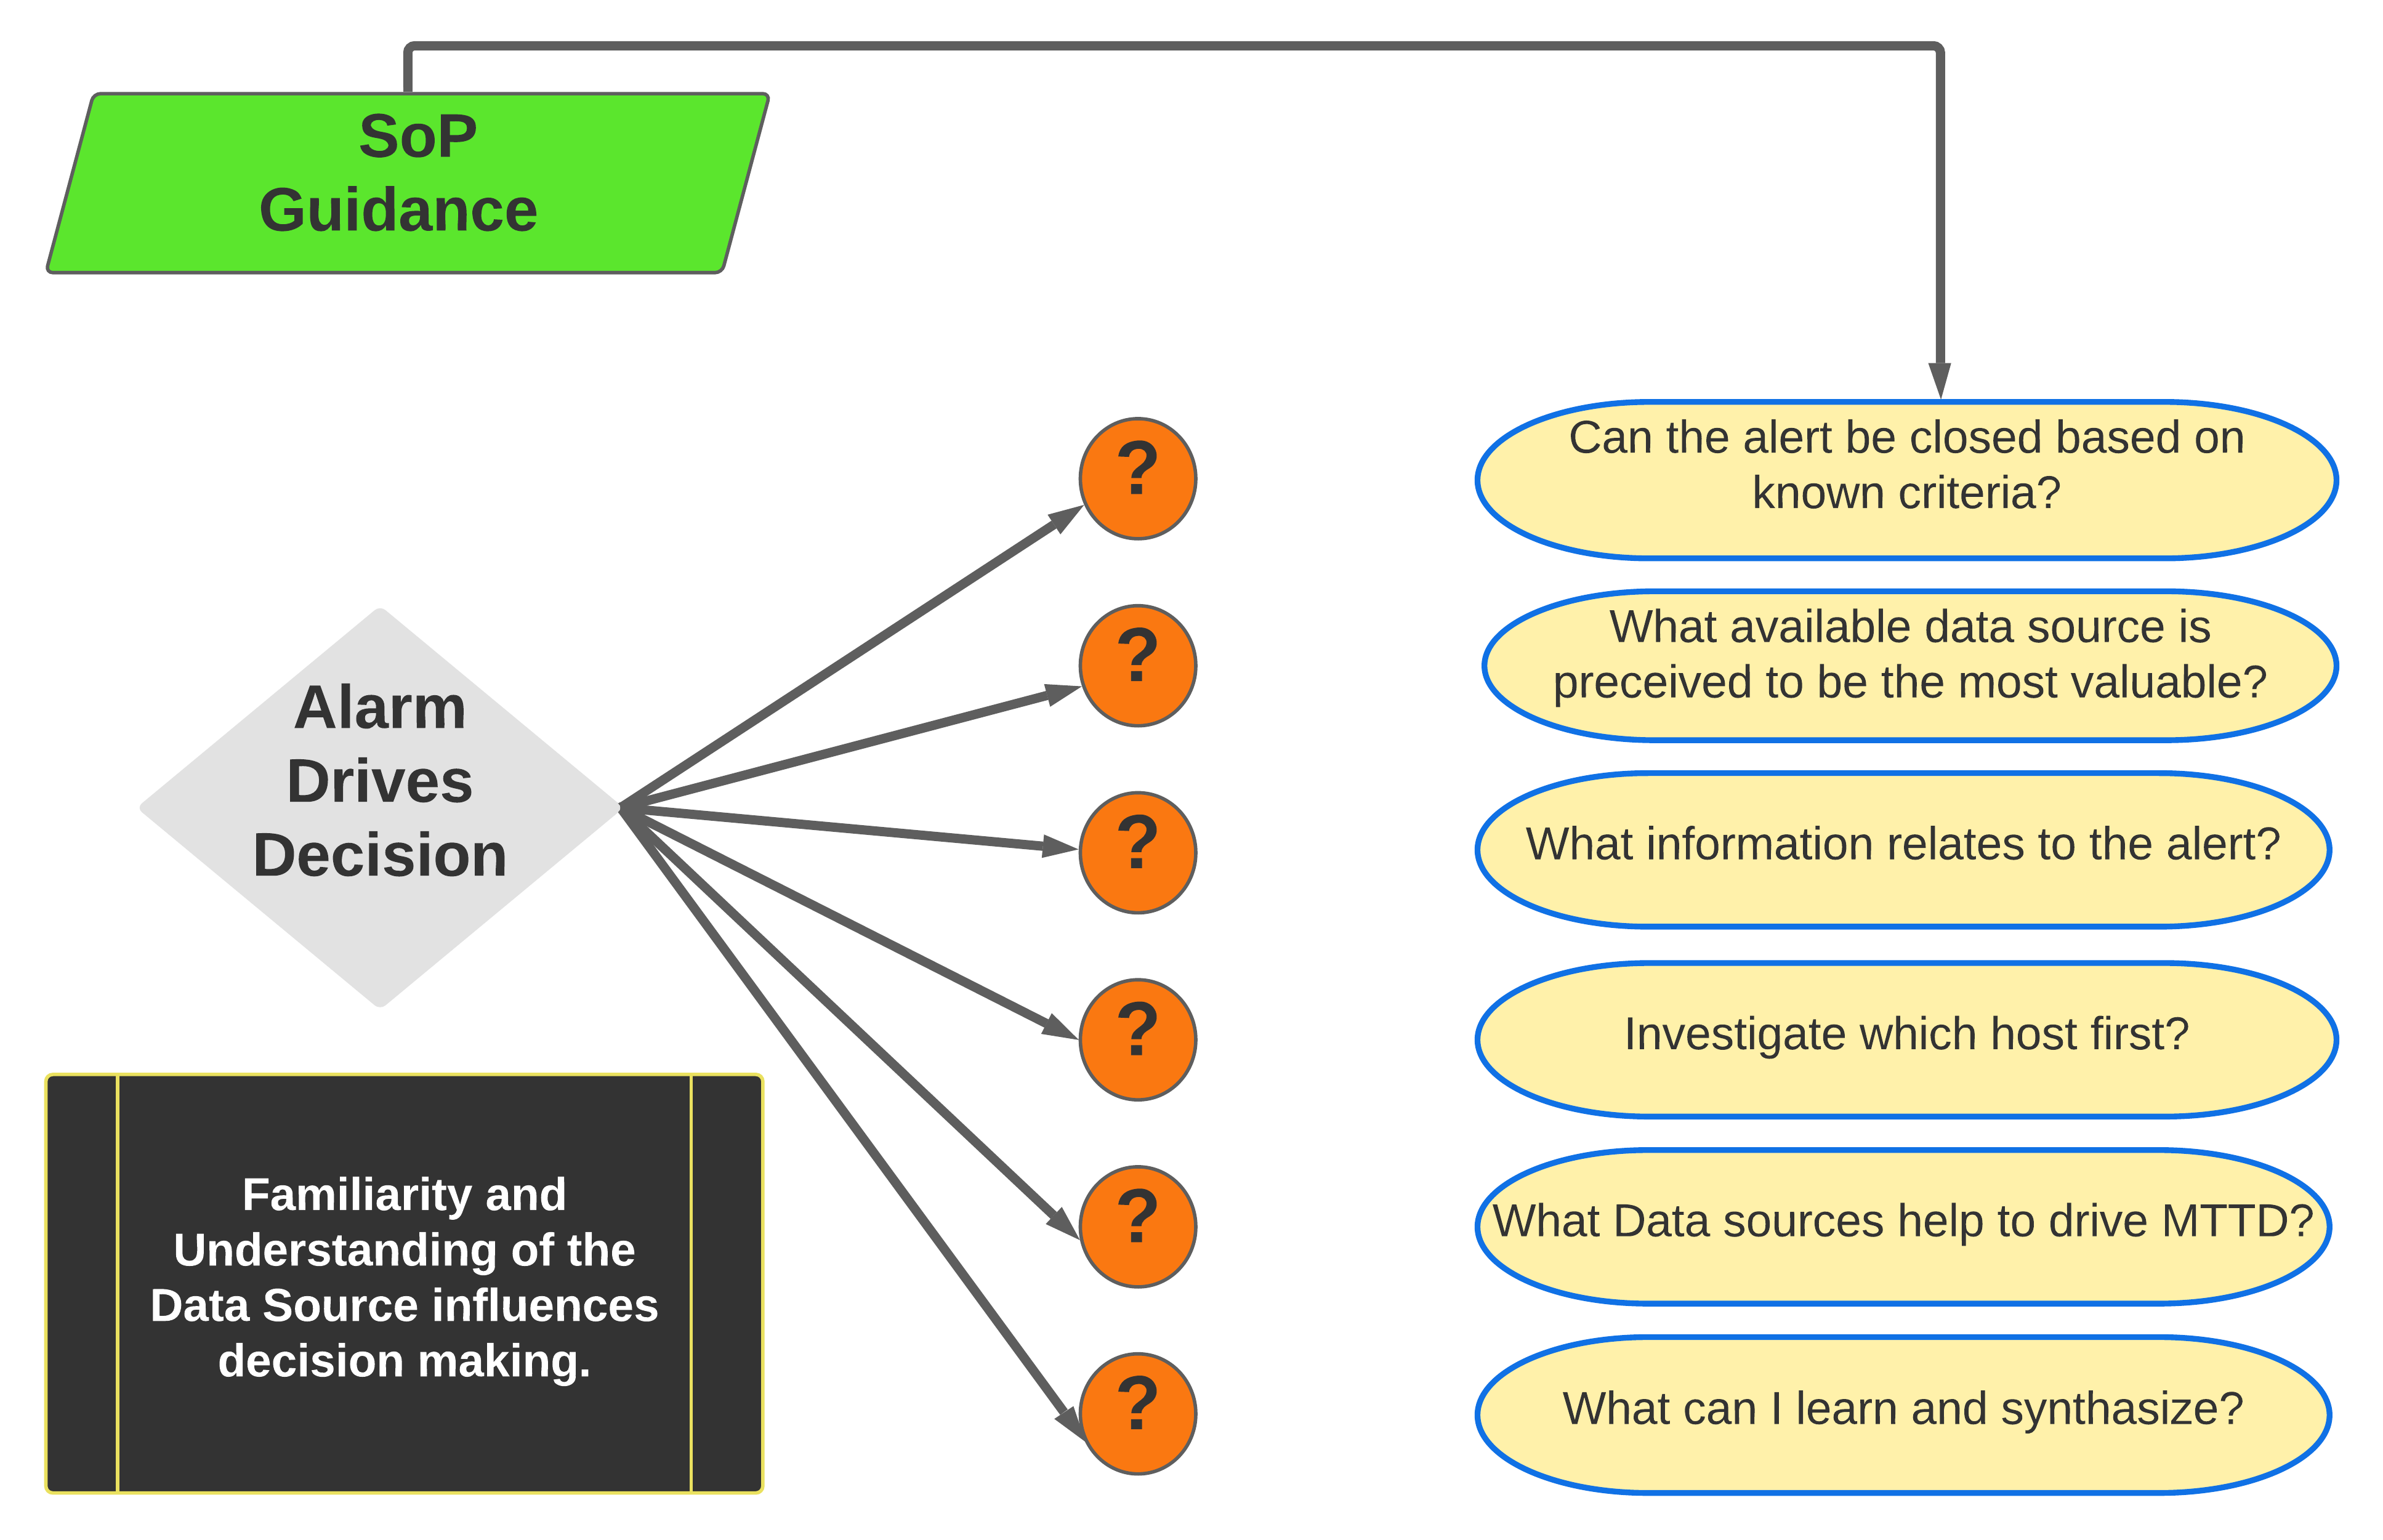 SoP
Guidance
?
Can the alert be closed based on
known criteria?
?
What available data source is
preceived to be the most valuable?
Alarm
Drives
Decision
?
What information relates to the alert?
?
Investigate which host first?
Familiarity and
Understanding of the
Data Source influences
decision making.
?
What Data sources help to drive MTTD?
?
What can I learn and synthasize?